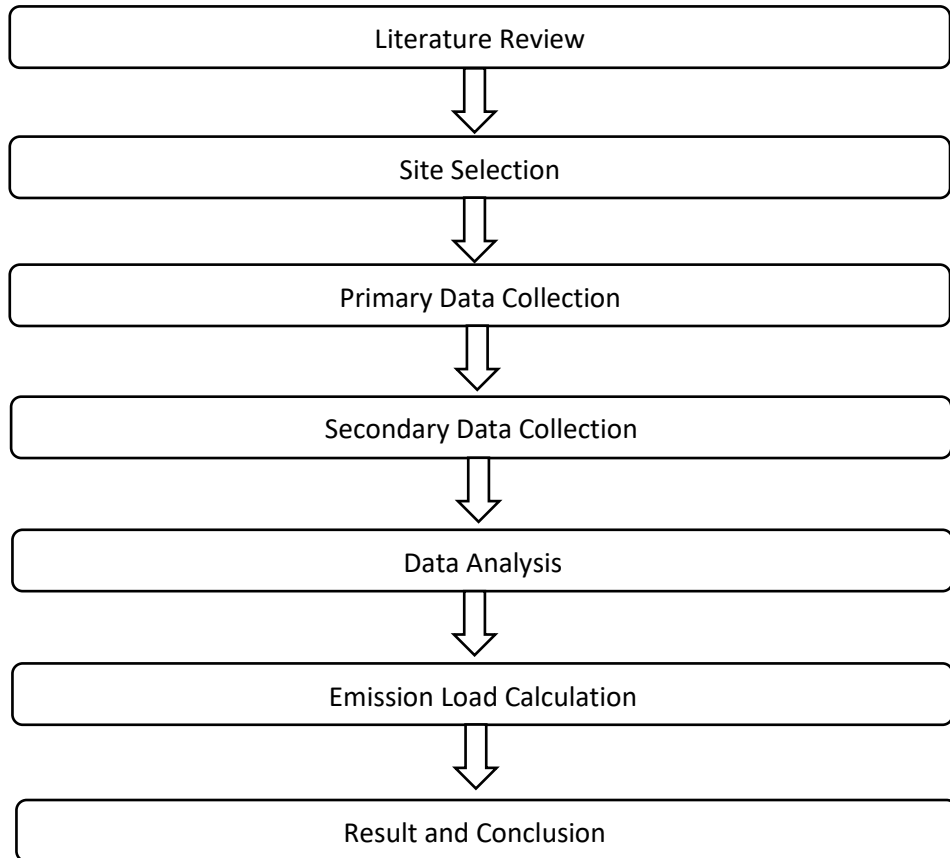 Literature Review
Site Selection
Primary Data Collection
Secondary Data Collection
Data Analysis
Emission Load Calculation
Result and Conclusion